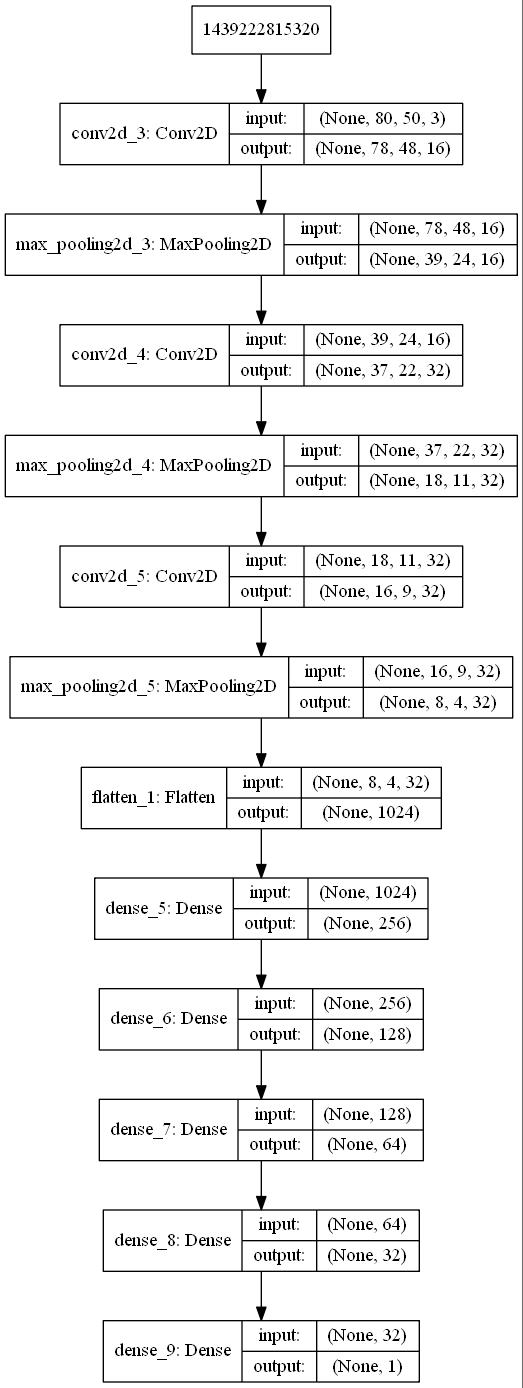 1439222815320
conv2d_3: Conv2D
input: (None, 80, 50, 3)
output: (None, 78, 48, 16)
max_pooling2d_3: MaxPooling2D
input: (None, 78, 48, 16)
output: (None, 39, 24, 16)
conv2d_4: Conv2D
input: (None, 39, 24, 16)
output: (None, 37, 22, 32)
max_pooling2d_4: MaxPooling2D
input: (None, 37, 22, 32)
output: (None, 18, 11, 32)
conv2d_5: Conv2D
input: (None, 18, 11, 32)
output: (None, 16, 9, 32)
max_pooling2d_5: MaxPooling2D
input: (None, 16, 9, 32)
output: (None, 8, 4, 32)
flatten_1: Flatten
input: (None, 8, 4, 32)
output: (None, 1024)
dense_5: Dense
input: (None, 1024)
output: (None, 256)
dense_6: Dense
input: (None, 256)
output: (None, 128)
dense_7: Dense
input: (None, 128)
output: (None, 64)
dense_8: Dense
input: (None, 64)
output: (None, 32)
dense_9: Dense
input: (None, 32)
output: (None, 1)